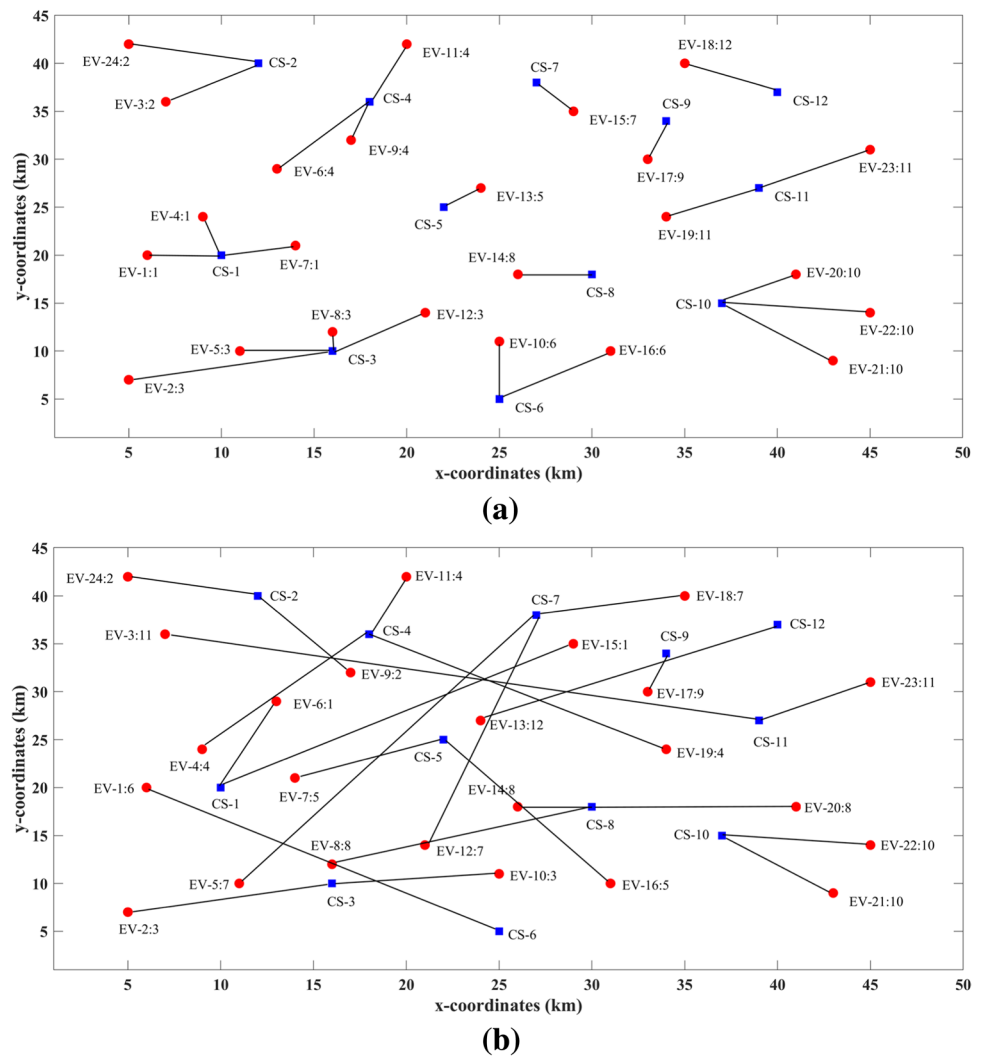 45
EV-18:12
EV-24:2
CS-2
EV-11:4
CS-7
40
CS-4
CS-9
CS-12
EV-3:2
35
EV-15:7
EV-9:4
30
EV-6:4
EV-17:9
EV-23:11
CS-11
EV-13:5
25
EV-4:1
CS-5
EV-19:11
20
EV-1:1
CS-1
EV-7:1
EV-14:8
EV-20:10
CS-8
15
EV-8:3
EV-12:3
CS-10
EV-22:10
10
EV-5:3
CS-3
EV-10:6
EV-16:6
EV-21:10
EV-2:3
5
CS-6
y-coordinates (km)
5 10 15 20 25 30 35 40 45 50
x-coordinates (km)
(a)
45
EV-24:2
EV-11:4
CS-2
CS-7
EV-18:7
40
EV-3:11
CS-4
CS-9
CS-12
35
EV-15:1
EV-9:2
30
EV-6:1
EV-17:9
EV-23:11
EV-13:12
CS-11
25
EV-4:4
CS-5
EV-19:4
20
EV-1:6
CS-1
EV-7:5
EV-14:8
EV-20:8
CS-8
15
EV-8:8
EV-12:7
CS-10
EV-22:10
10
EV-5:7
CS-3
EV-10:3
EV-16:5
EV-21:10
EV-2:3
5
CS-6
y-coordinates (km)
5 10 15 20 25 30 35 40 45 50
x-coordinates (km)
(b)